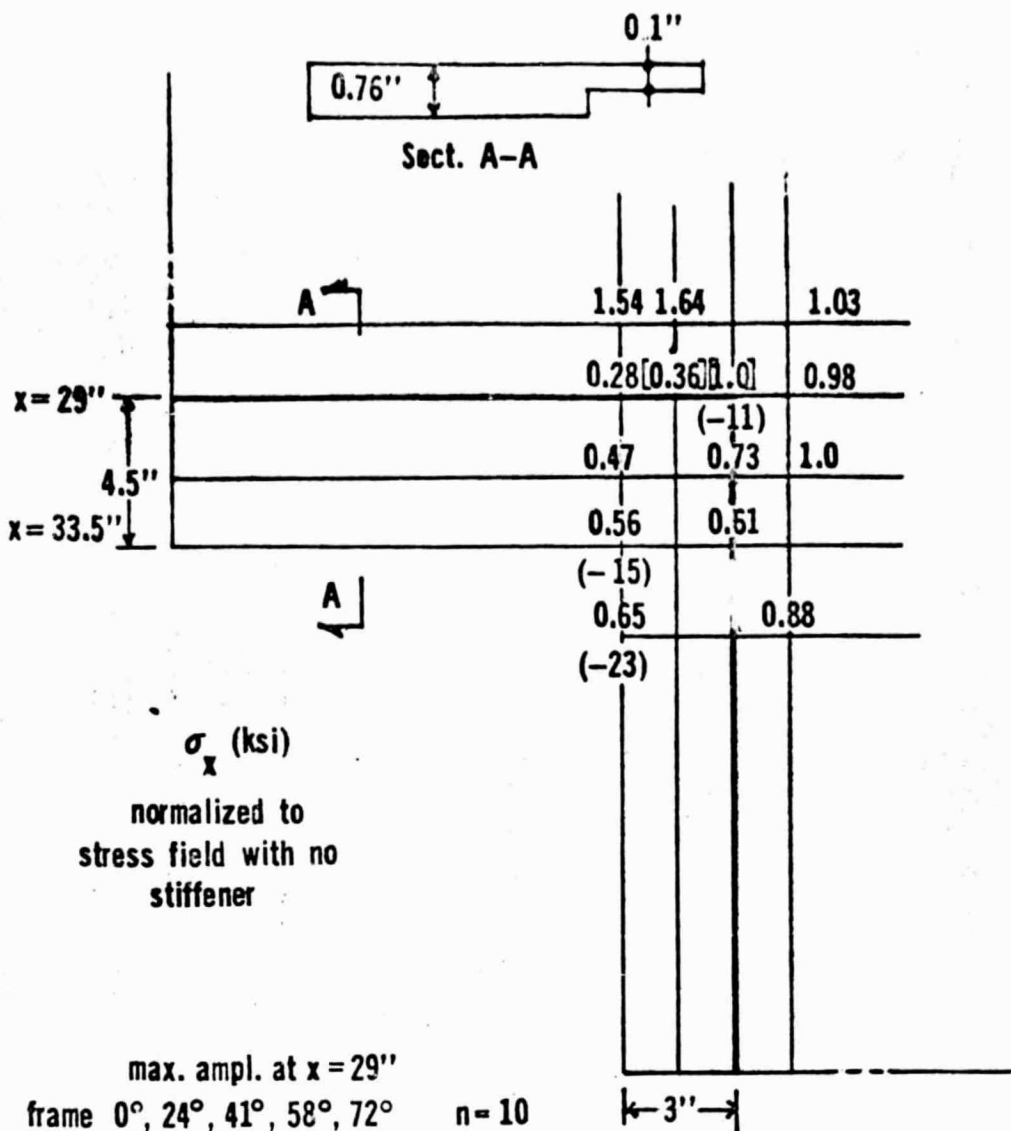 0.1"
0.76"
Sect. A-A
A
1.54 1.64 1.03
0.28[0.36][1.0] 0.98
x = 29"
(-11)
0.47 0.73 1.0
4.5"
x = 33.5"
0.56 0.61
(-15)
A
0.65 0.88
(-23)
σx (ksi)
normalized to
stress field with no
stiffener
max. ampl. at x = 29"
frame 0°, 24°, 41°, 58°, 72° n = 10
3"